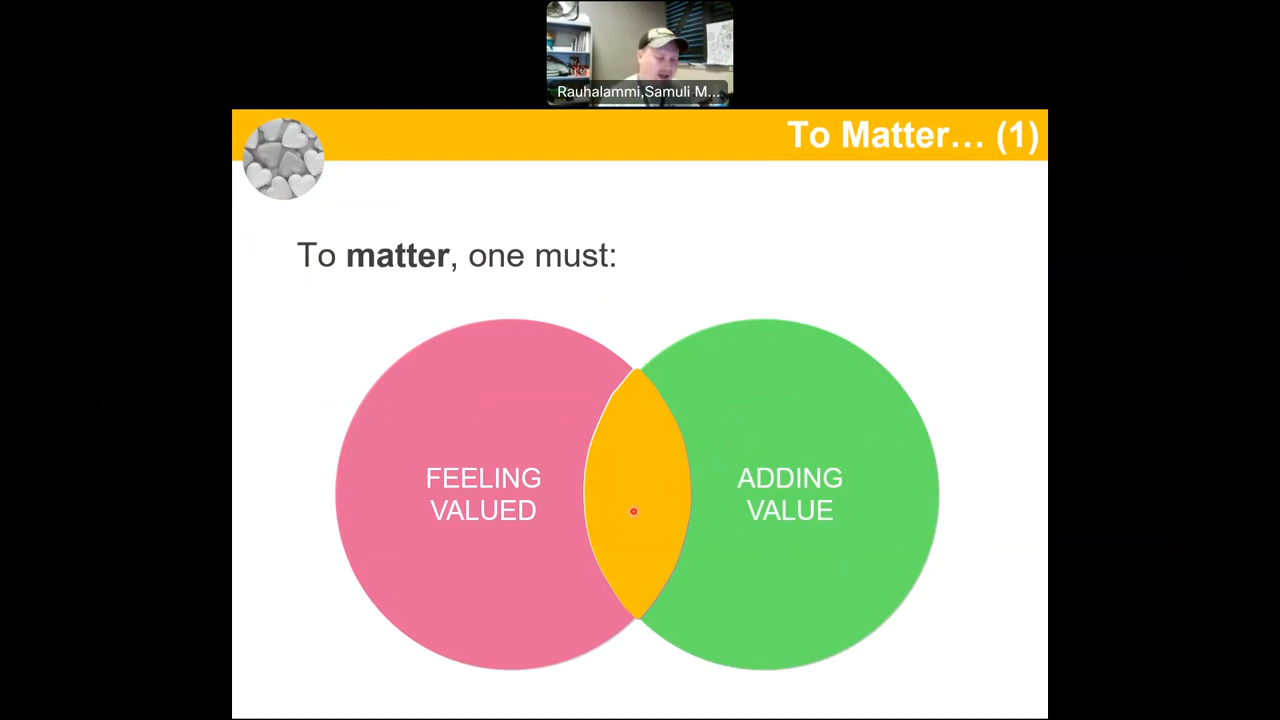 Rauhalammi,Samuli M...
To Matter... (1)
To matter, one must:
FEELING
VALUED
ADDING
VALUE